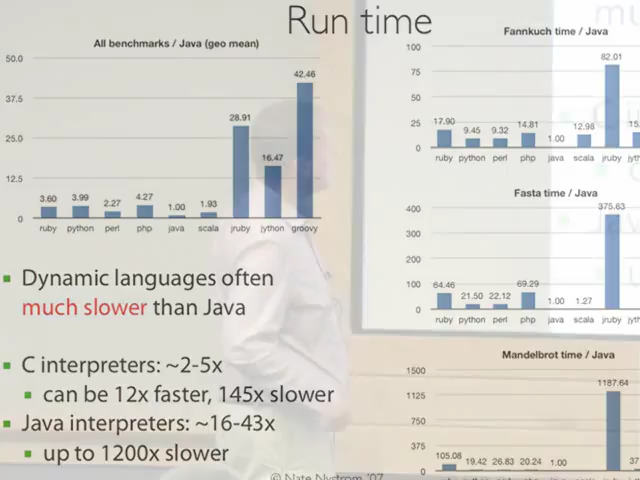 Run time
All benchmarks / Java (geo mean)
50.0
37.5
25.0
12.5
0
3.60 3.99 2.27 4.27 1.00 1.93 28.91 16.47 42.46
ruby python perl php java scala jruby jython groovy
Dynamic languages often
much slower than Java
C interpreters: ~2-5x
can be 12x faster, 145x slower
Java interpreters: ~16-43x
up to 1200x slower
© Nate Nystrom '07
Fannkuch time / Java
100
75
50
25
0
17.90 9.45 9.32 14.81 1.00 12.98 82.01 15.
ruby python perl php java scala jruby jyth
Fasta time / Java
400
300
200
100
0
64.46 21.50 22.12 69.29 1.00 1.27 375.63
ruby python perl php java scala jruby jyth
Mandelbrot time / Java
1500
1125
750
375
0
105.08 19.42 26.83 20.24 1.00 1187.64 37